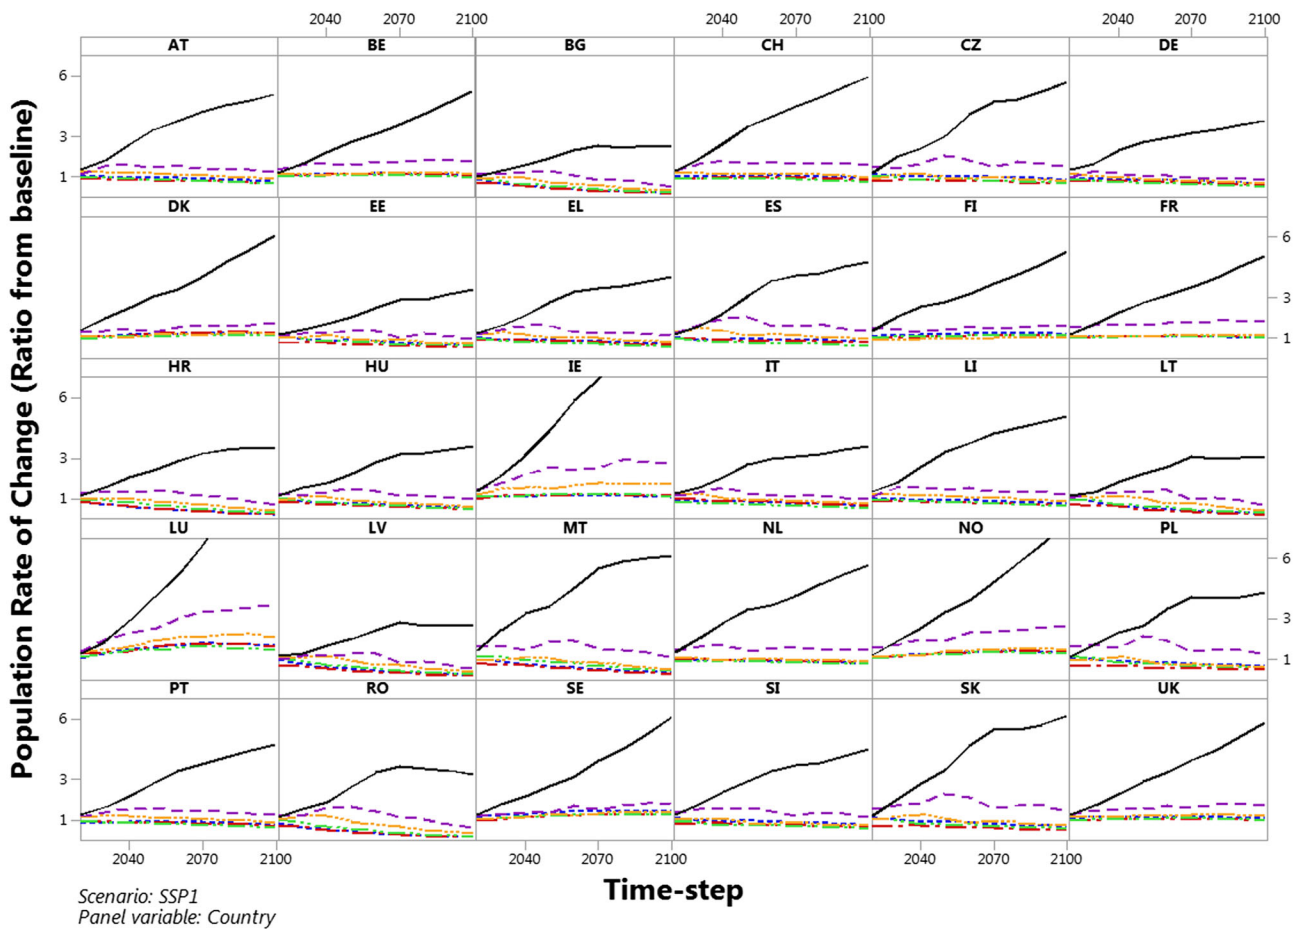 2040 2070 2100 2040 2070 2100 2040 2070 2100
AT BE BG CH CZ DE
6
3
1
DK EE EL ES FI FR
6
3
1
HR HU IE IT LI LT
6
3
1
LU LV MT NL NO PL
6
3
1
PT RO SE SI SK UK
6
3
1
2040 2070 2100 2040 2070 2100 2040 2070 2100
Population Rate of Change (Ratio from baseline)
Time-step
Scenario: SSP1
Panel variable: Country